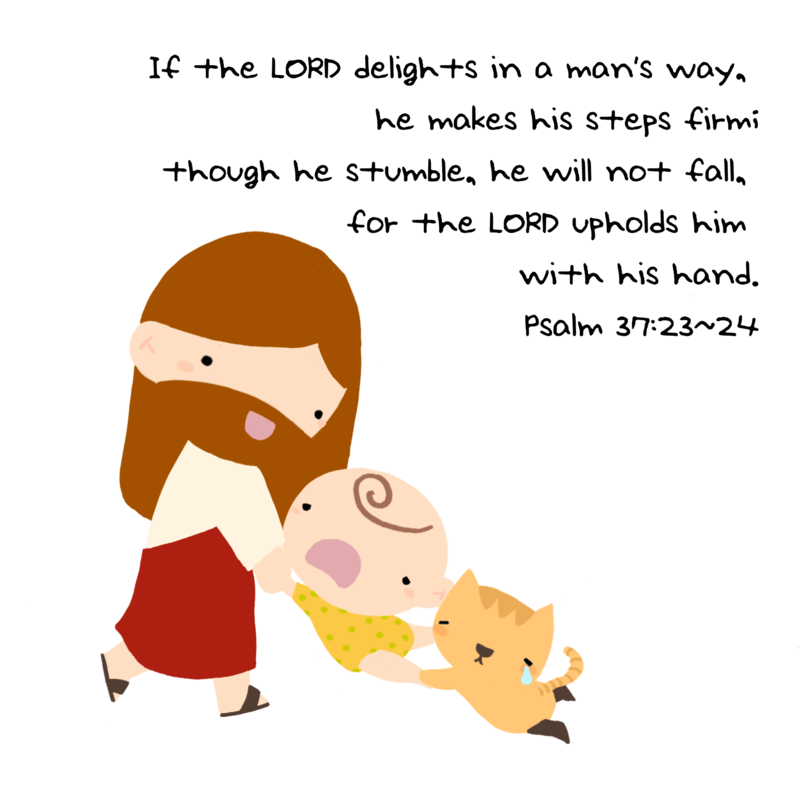 If the LORD delights in a man's way,
he makes his steps firmi
though he stumble, he will not fall,
for the LORD upholds him
with his hand.
Psalm 37:23~24